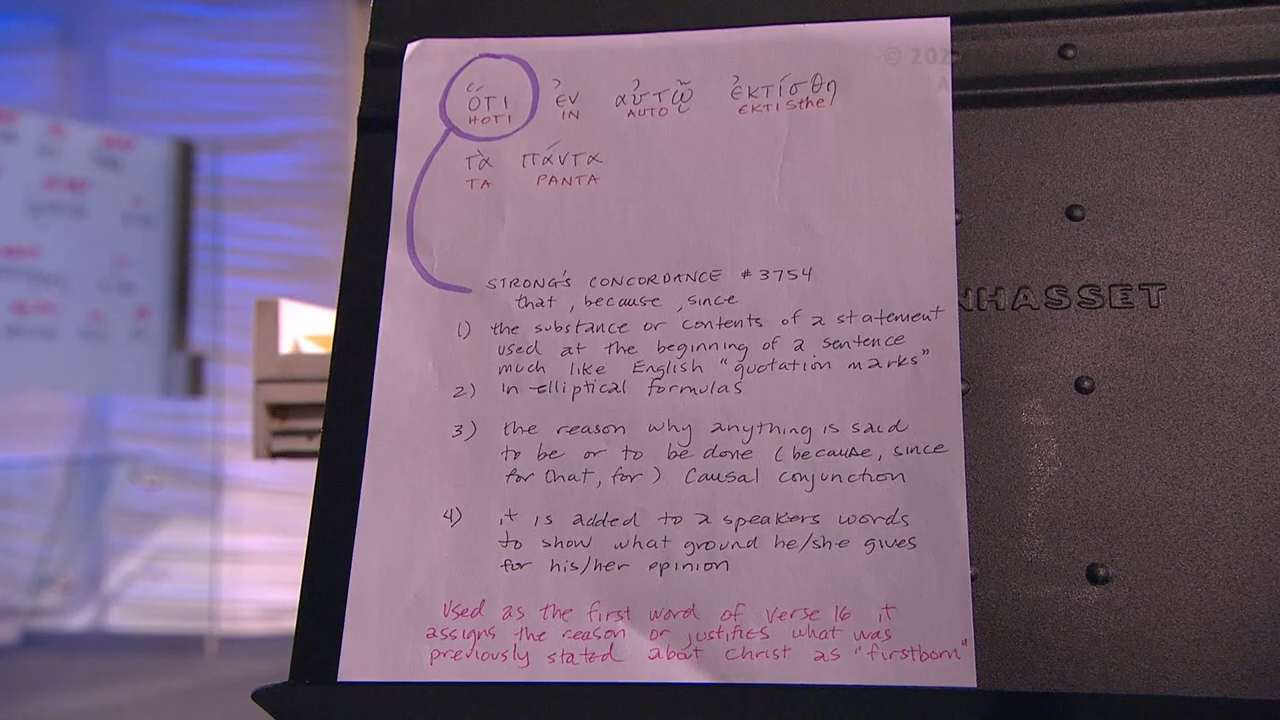 ὅτι ἐν αὐτῷ ἐκτίσθη
HOTI IN AUTO EKTISthe
τὰ πάντα
TA PANTA
STRONG'S CONCORDANCE #3754
that, because, since
1) the substance or contents of a statement
used at the beginning of a sentence
much like English "quotation marks"
2) in elliptical formulas
3) the reason why anything is said
to be or to be done (because, since
for that, for) Causal conjunction
4) it is added to a speakers words
to show what ground he/she gives
for his/her opinion
Used as the first word of verse 16 it
assigns the reason or justifies what was
previously stated about Christ as "firstborn"
NHASSET
© 202